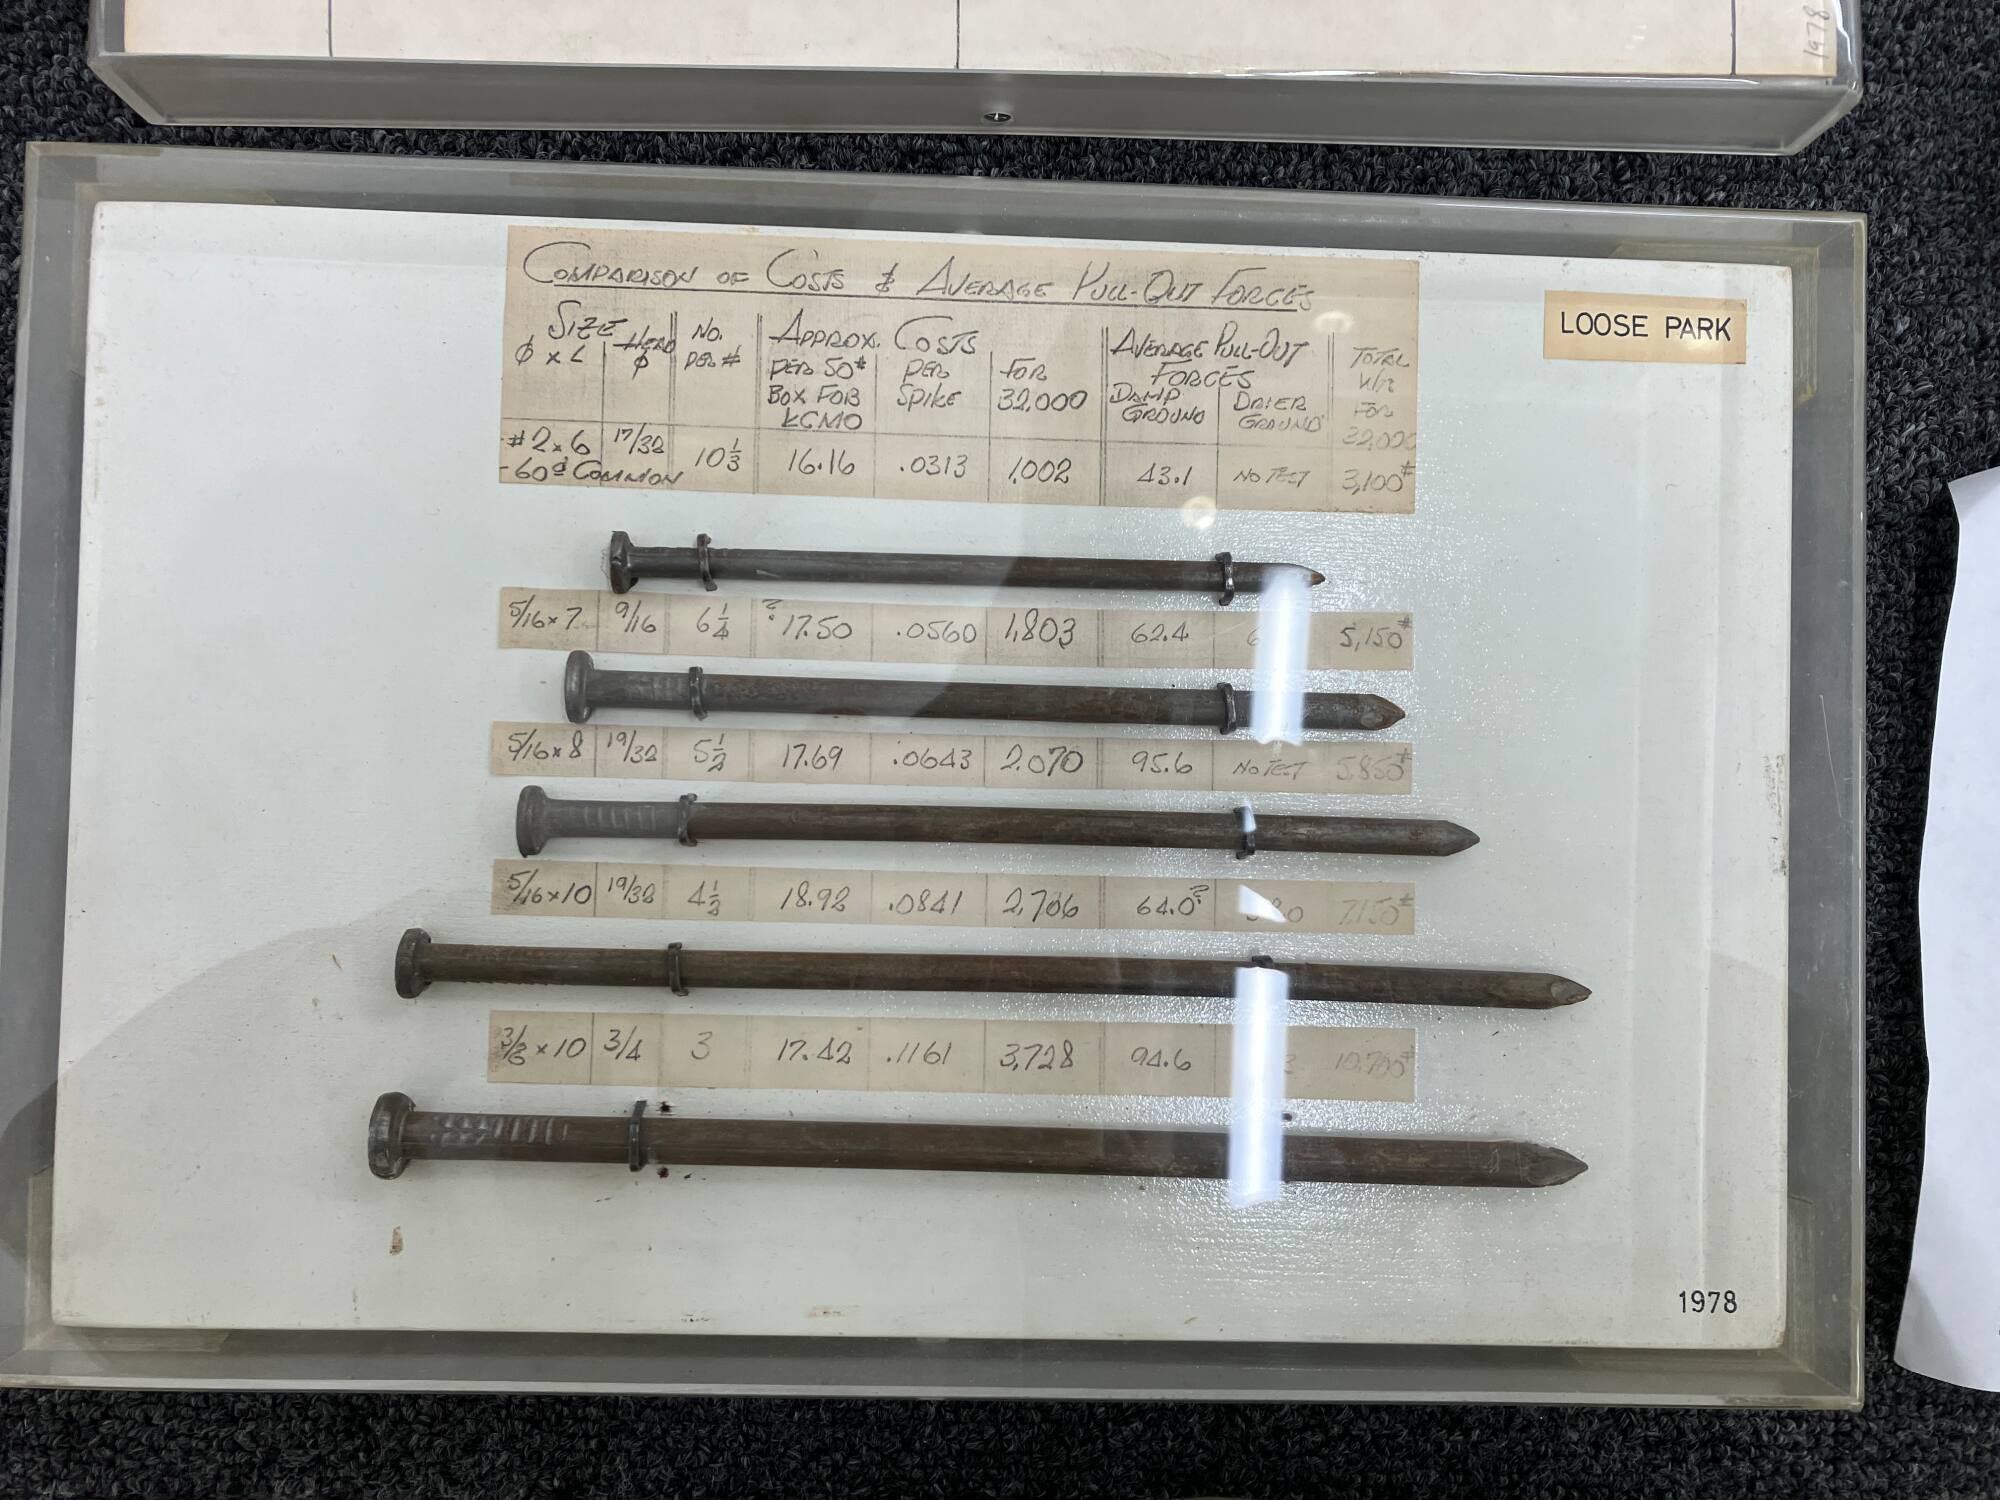 1978
COMPARISON OF COSTS & AVERAGE PULL-OUT FORCES
LOOSE PARK
SIZE HEAD NO. APPROX. COSTS AVERAGE PULL-OUT FORCES TOTAL
φ x L φ PER # PER 50# BOX FOR KCMO PER SPIKE FOR 32,000 DAMP GROUND DRIER GROUND FOR 32,000
#2 x 6 17/32 10 1/3 16.16 .0313 1,002 43.1 NO TEST 3,100#
-60d COMMON
5/16 x 7 9/16 6 1/4 ?17.50 .0560 1,803 62.4 5,150#
5/16 x 8 19/32 5 1/2 17.69 .0643 2,070 95.6 NO TEST 5,850#
5/16 x 10 19/32 4 1/2 18.92 .0841 2,706 64.0? 7,150#
3/8 x 10 3/4 3 17.42 .1161 3,728 94.6 10,700#
1978